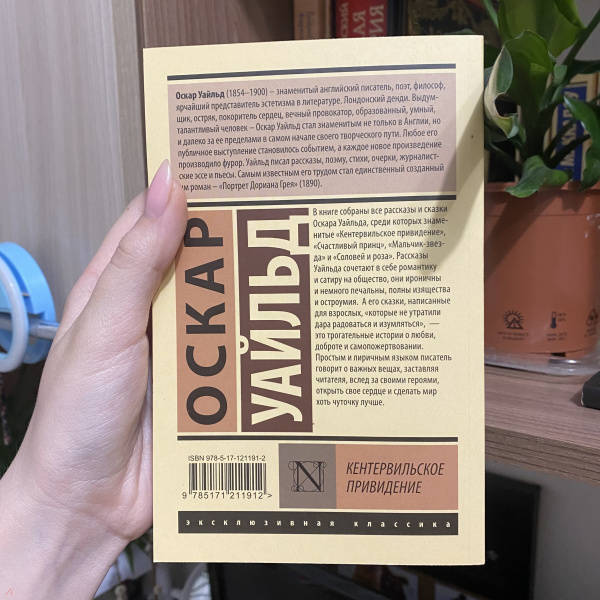 Оскар Уайльд (1854–1900) – знаменитый английский писатель, поэт, философ,
ярчайший представитель эстетизма в литературе. Лондонский денди. Выдум-
щик, остряк, покоритель сердец, вечный провокатор, образованный, умный,
талантливый человек – Оскар Уайльд стал знаменитым не только в Англии, но
и далеко за ее пределами в самом начале своего творческого пути. Любое его
публичное выступление становилось событием, а каждое новое произведение
производило фурор. Уайльд писал рассказы, поэму, стихи, очерки, журналист-
ские эссе и пьесы. Самым известным его трудом стал единственный созданный
им роман – «Портрет Дориана Грея» (1890).
ОСКАР
УАЙЛЬД
В книге собраны все рассказы и сказки
Оскара Уайльда, среди которых знаме-
нитые «Кентервильское привидение»,
«Счастливый принц», «Мальчик-звез-
да» и «Соловей и роза». Рассказы
Уайльда сочетают в себе романтику
и сатиру на общество, они ироничны
и немного печальны, полны изящества
и остроумия. А его сказки, написанные
для взрослых, «которые не утратили
дара радоваться и изумляться», —
это трогательные истории о любви,
доброте и самопожертвовании.
Простым и лиричным языком писатель
говорит о важных вещах, заставляя
читателя, вслед за своими героями,
открыть свое сердце и сделать мир
хоть чуточку лучше.
ISBN 978-5-17-121191-2
9 785171 211912 >
N
КЕНТЕРВИЛЬСКОЕ
ПРИВИДЕНИЕ
эксклюзивная классика